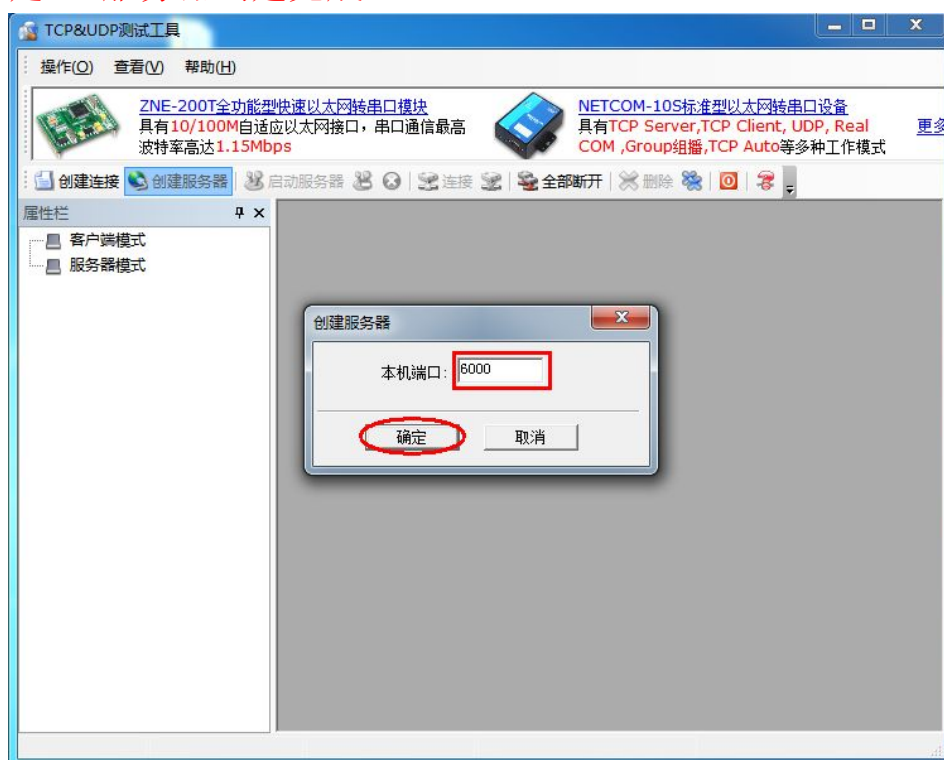 TCP&UDP测试工具
操作(O) 查看(V) 帮助(H)
ZNE-200T全功能型快速以太网转串口模块
具有10/100M自适应以太网接口，串口通信最高
波特率高达1.15Mbps
NETCOM-10S标准型以太网转串口设备
具有TCP Server,TCP Client, UDP, Real
COM ,Group组播,TCP Auto等多种工作模式
更多
创建连接 创建服务器 启动服务器 连接 全部断开 删除
属性栏
客户端模式
服务器模式
创建服务器
本机端口: 6000
确定 取消